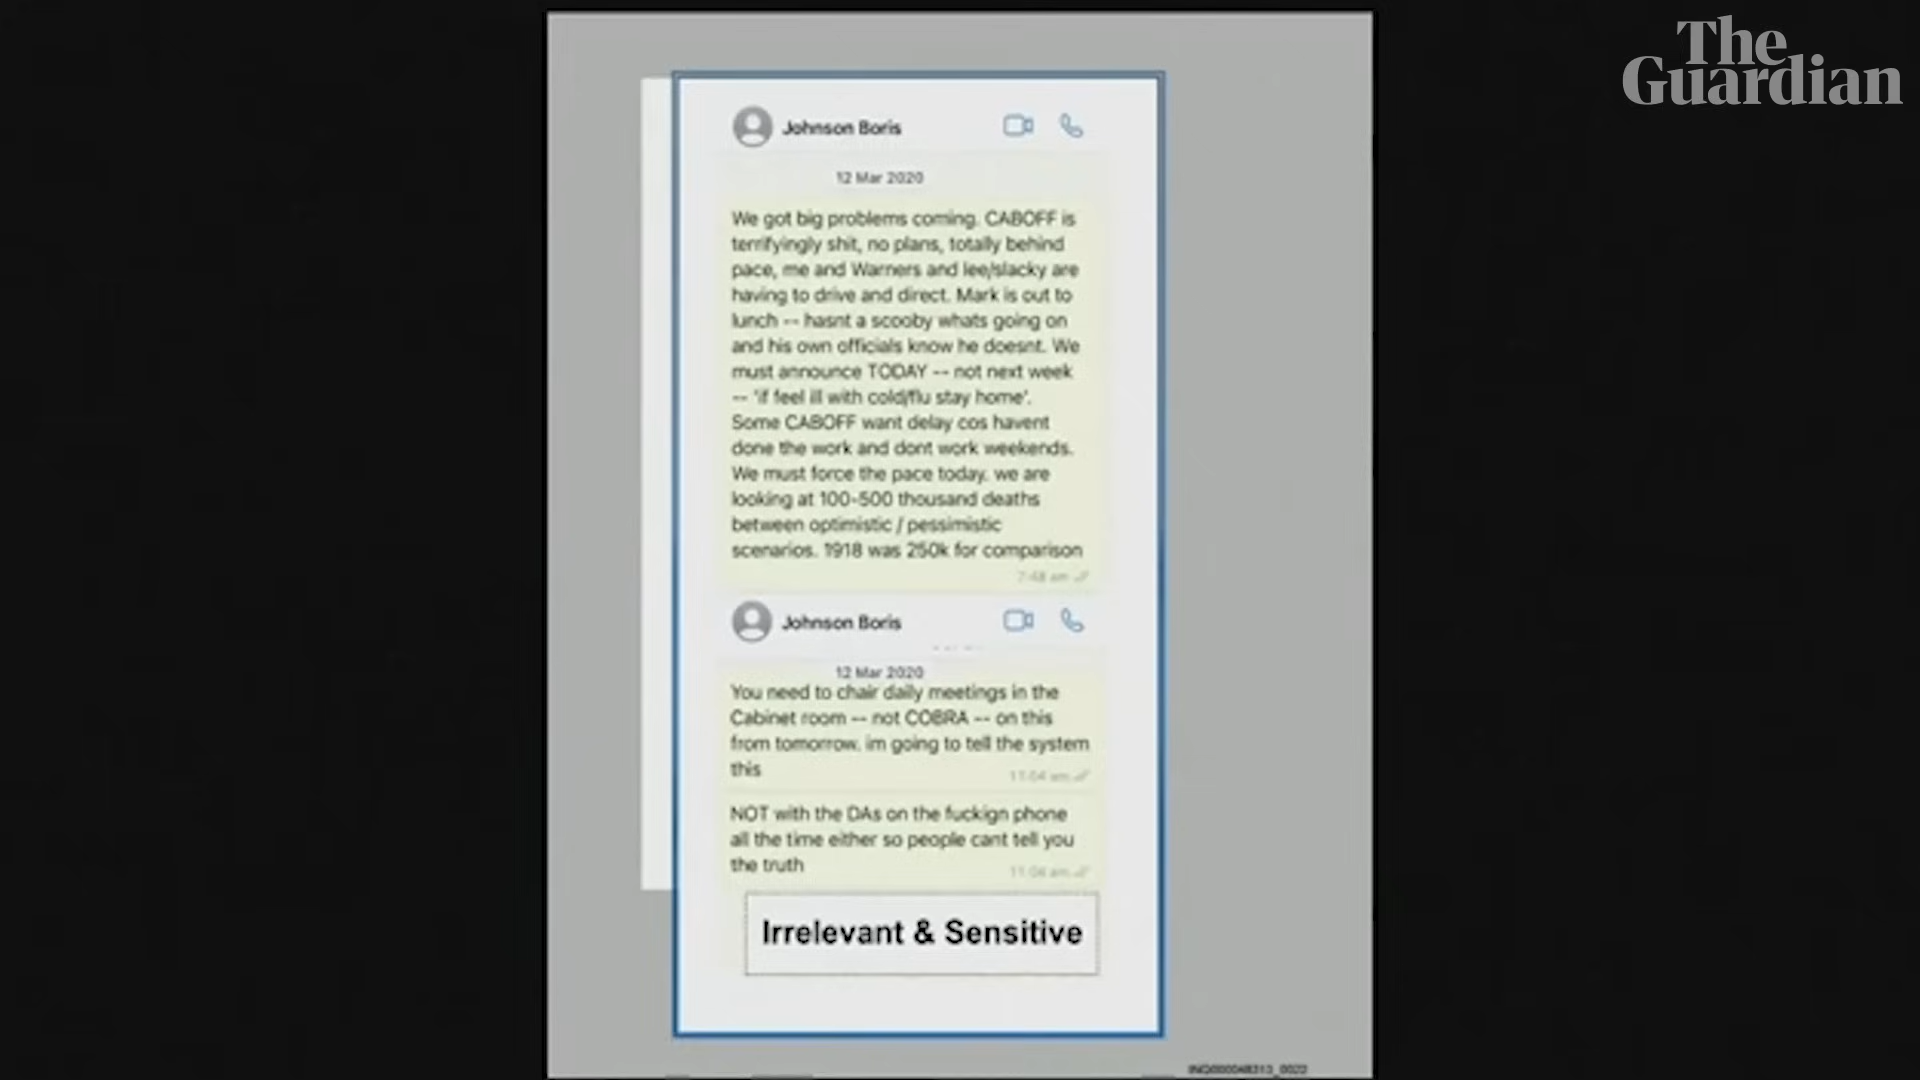 The
Guardian
Johnson Boris
12 Mar 2020
We got big problems coming. CABOFF is
terrifyingly shit, no plans, totally behind
pace, me and Warners and lee/slacky are
having to drive and direct. Mark is out to
lunch -- hasnt a scooby whats going on
and his own officials know he doesnt. We
must announce TODAY -- not next week
-- 'if feel ill with cold/flu stay home'.
Some CABOFF want delay cos havent
done the work and dont work weekends.
We must force the pace today. we are
looking at 100-500 thousand deaths
between optimistic / pessimistic
scenarios. 1918 was 250k for comparison
7:48 am
Johnson Boris
12 Mar 2020
You need to chair daily meetings in the
Cabinet room -- not COBRA -- on this
from tomorrow. im going to tell the system
this
11:04 am
NOT with the DAs on the fuckign phone
all the time either so people cant tell you
the truth
11:04 am
Irrelevant & Sensitive